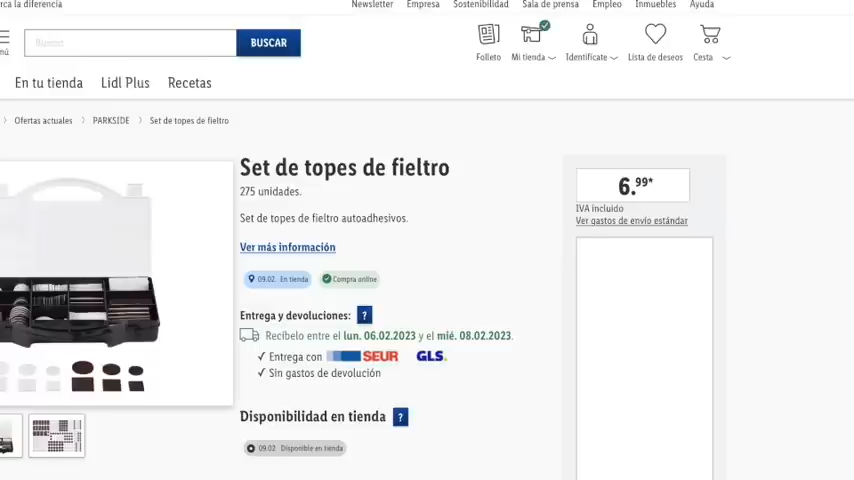 rca la diferencia
Newsletter Empresa Sostenibilidad Sala de prensa Empleo Inmuebles Ayuda
nú
Buscar
BUSCAR
Folleto Mi tienda Identifícate Lista de deseos Cesta
En tu tienda Lidl Plus Recetas
Ofertas actuales PARKSIDE Set de topes de fieltro
Set de topes de fieltro
275 unidades.
Set de topes de fieltro autoadhesivos.
Ver más información
09.02. En tienda Compra online
Entrega y devoluciones: ?
Recíbelo entre el lun. 06.02.2023 y el mié. 08.02.2023.
Entrega con SEUR GLS.
Sin gastos de devolución
Disponibilidad en tienda ?
09.02. Disponible en tienda
6.99*
IVA incluido
Ver gastos de envío estándar